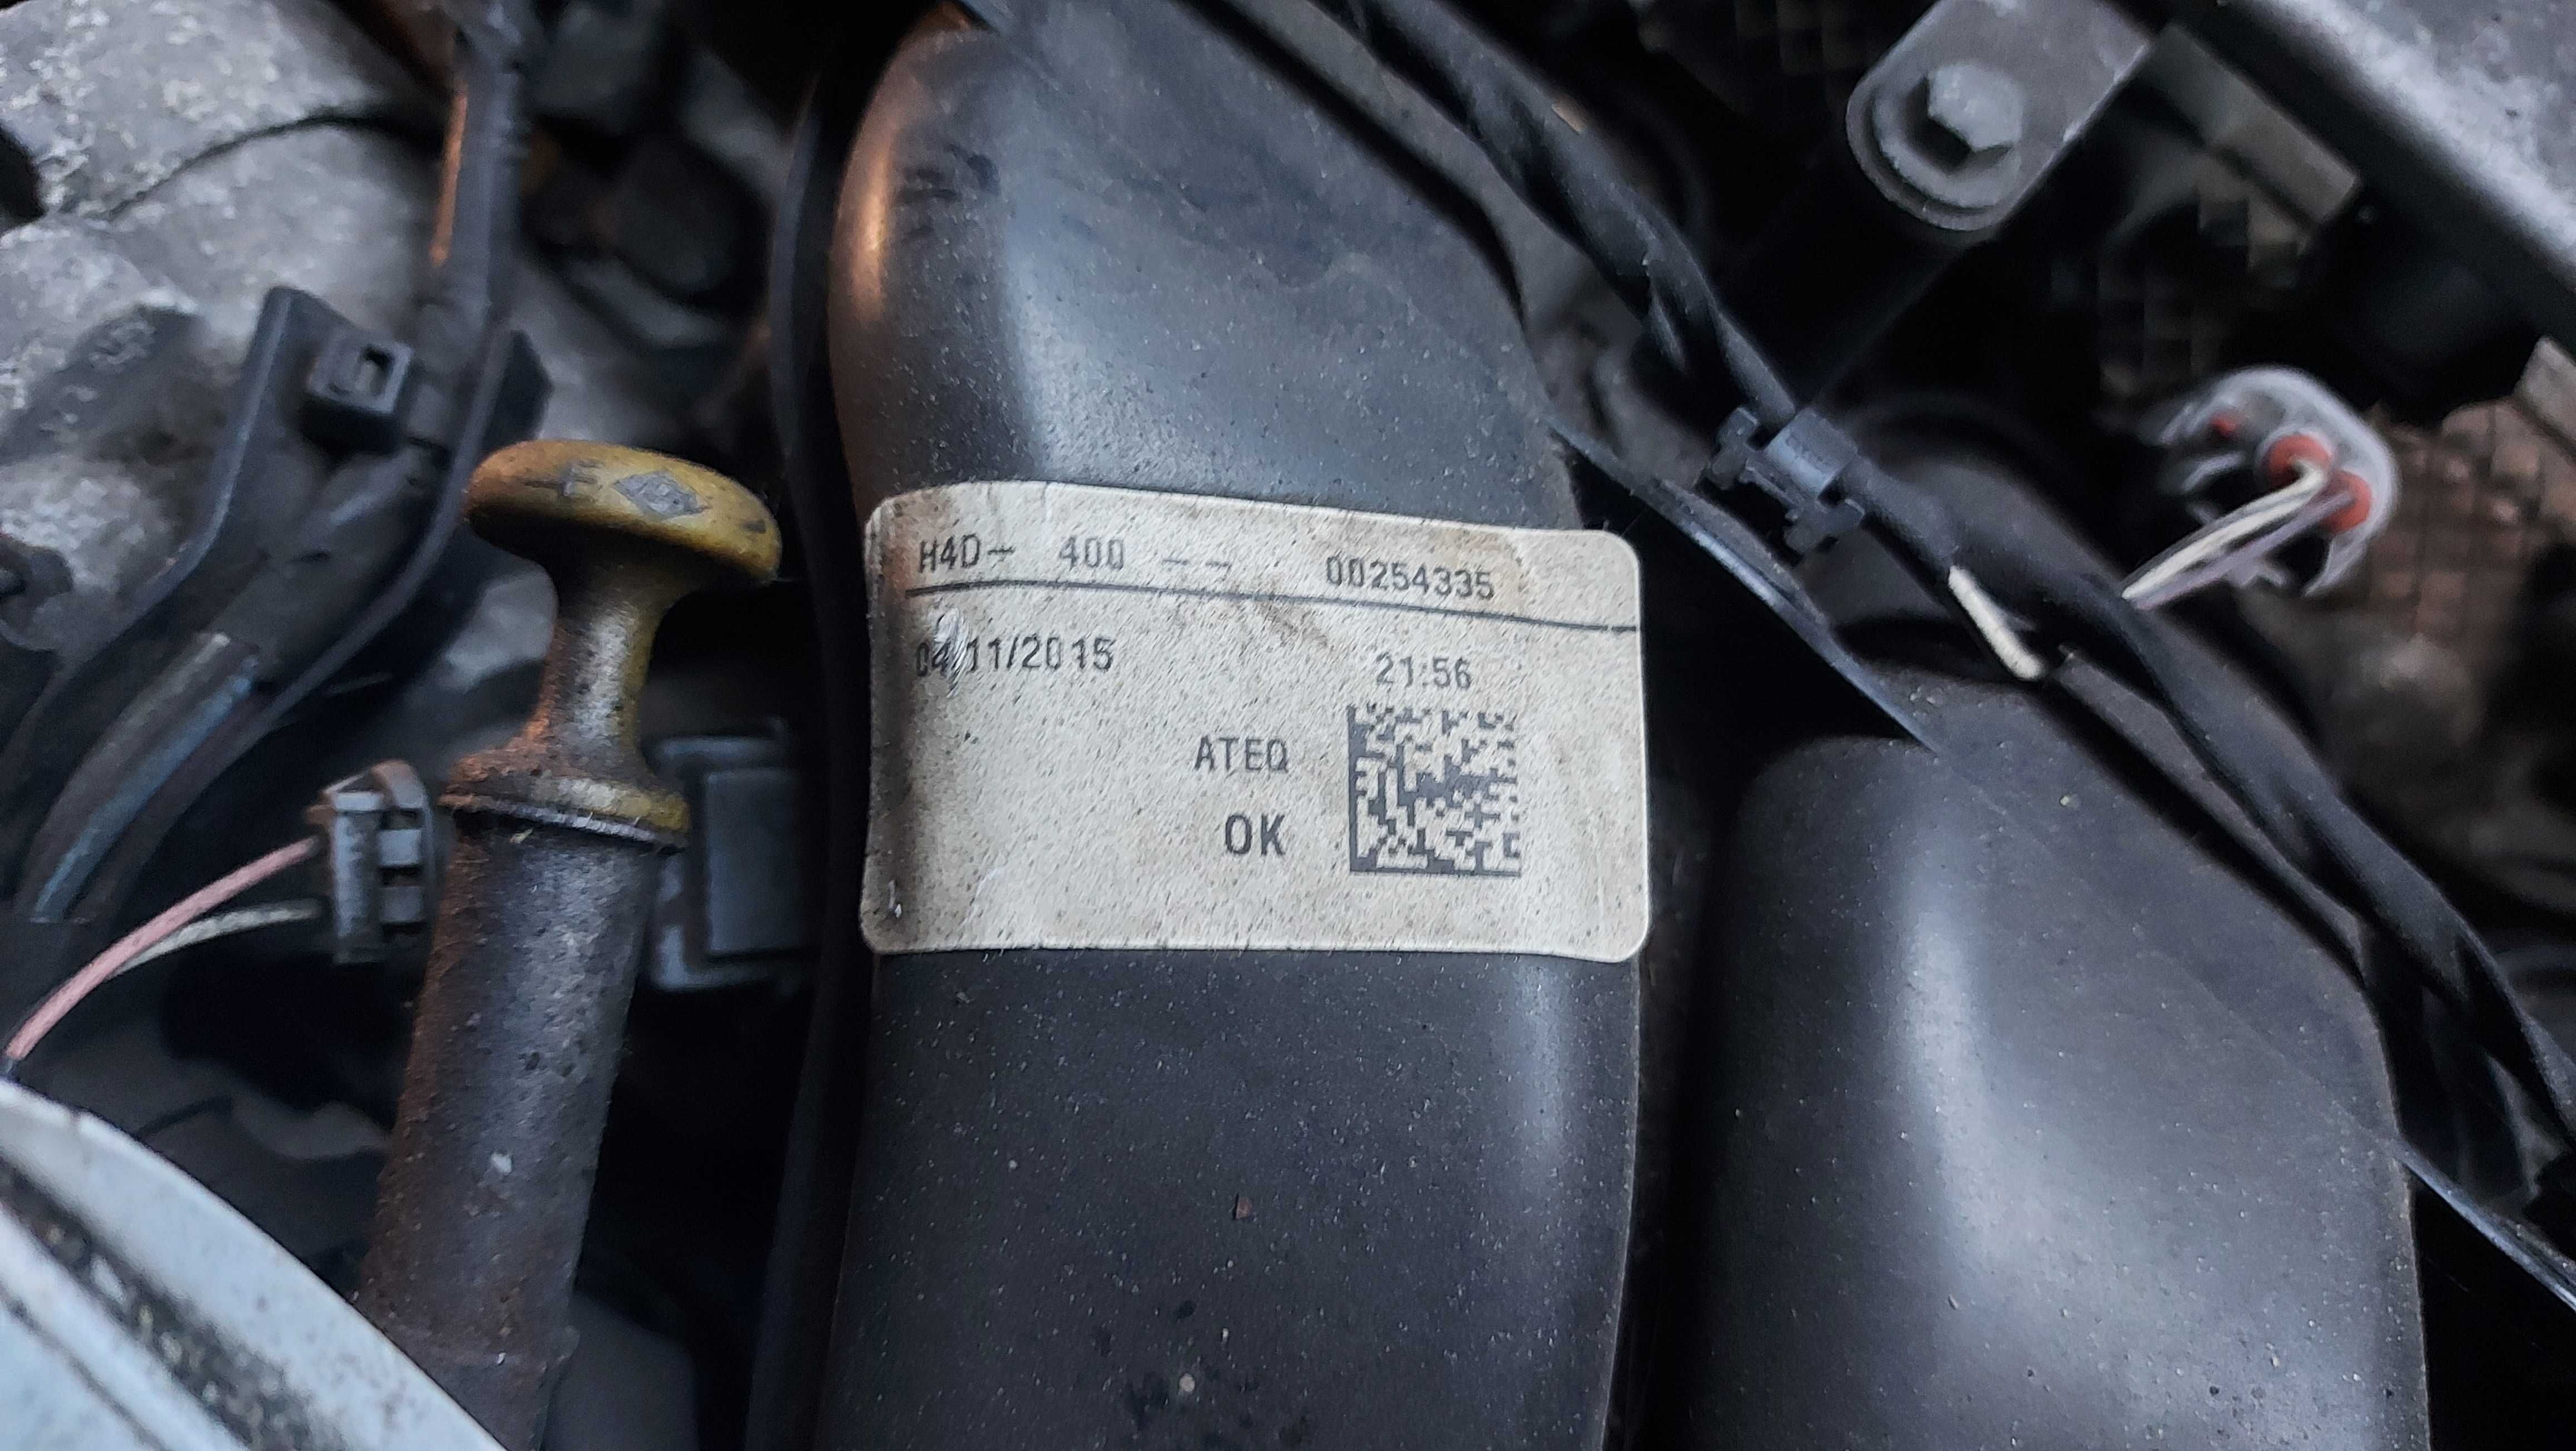 H4D- 400 -- 00254335
04/11/2015 21:56
ATEQ
OK